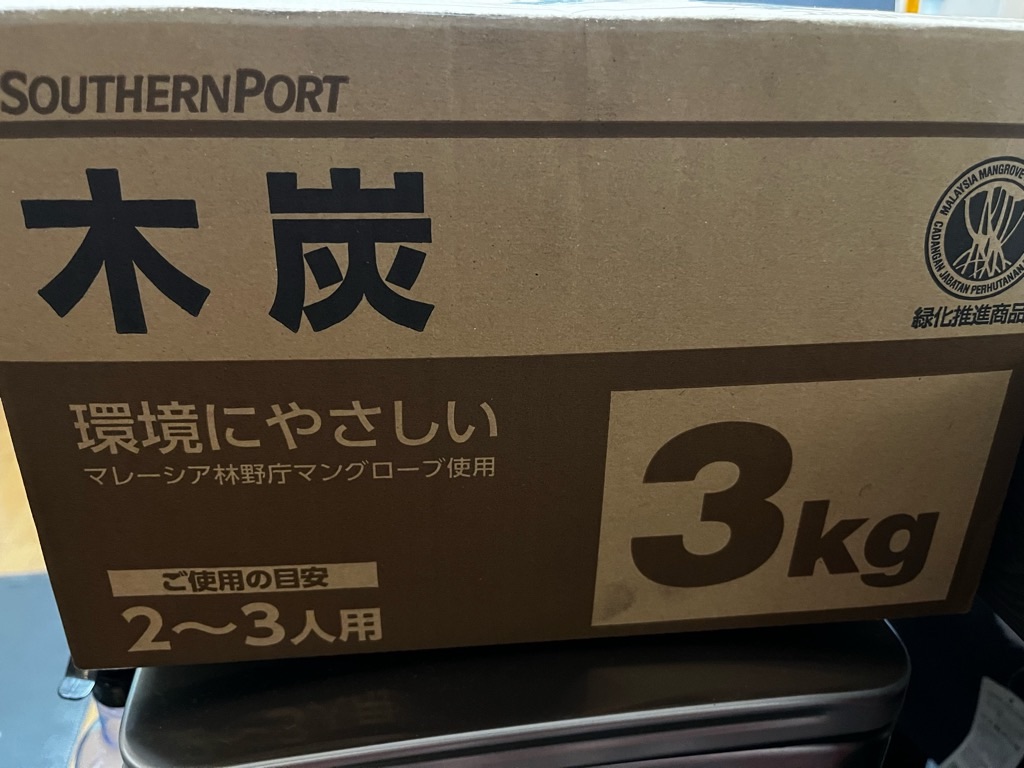 SOUTHERNPORT
木炭
MALAYSIA MANGROVE
CADANGAN JABATAN PERHUTANAN
緑化推進商品
環境にやさしい
マレーシア林野庁マングローブ使用
3kg
ご使用の目安
2〜3人用